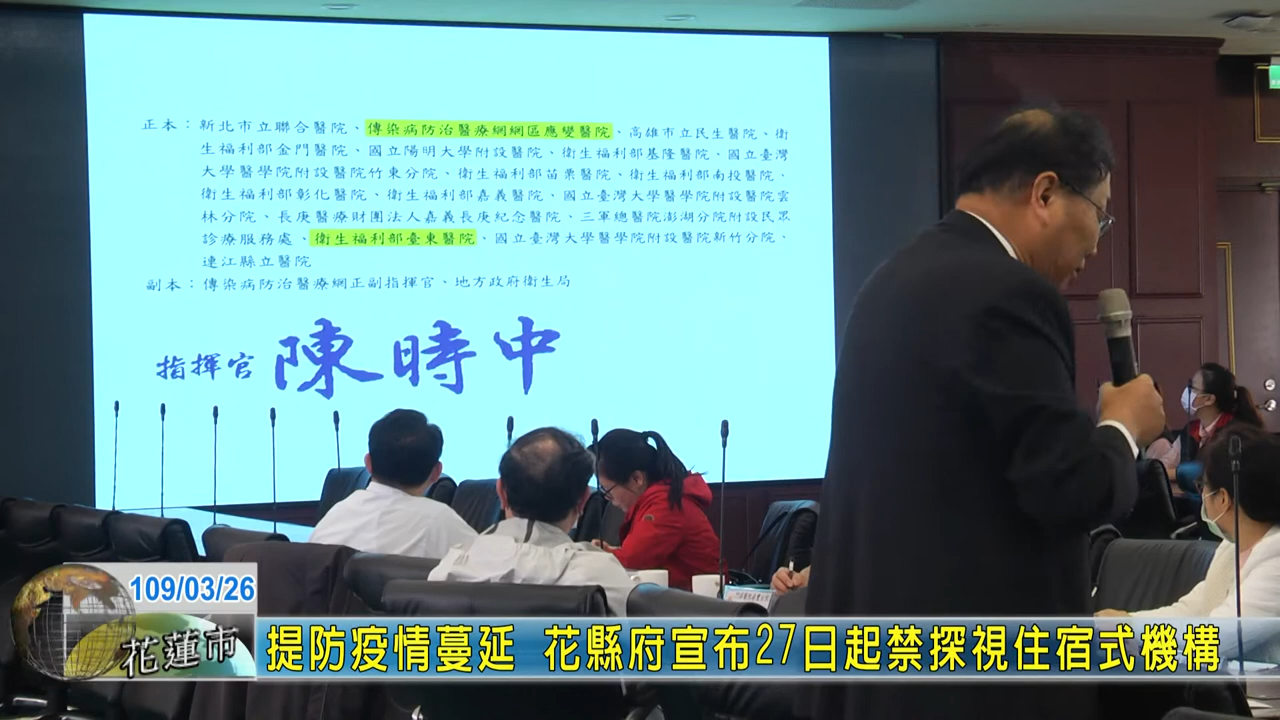 正本：新北市立聯合醫院、傳染病防治醫療網網區應變醫院、高雄市立民生醫院、衛
生福利部金門醫院、國立陽明大學附設醫院、衛生福利部基隆醫院、國立臺灣
大學醫學院附設醫院竹東分院、衛生福利部苗栗醫院、衛生福利部南投醫院、
衛生福利部彰化醫院、衛生福利部嘉義醫院、國立臺灣大學醫學院附設醫院雲
林分院、長庚醫療財團法人嘉義長庚紀念醫院、三軍總醫院澎湖分院附設民眾
診療服務處、衛生福利部臺東醫院、國立臺灣大學醫學院附設醫院新竹分院、
連江縣立醫院
副本：傳染病防治醫療網正副指揮官、地方政府衛生局
指揮官 陳時中
109/03/26
花蓮市
提防疫情蔓延 花縣府宣布27日起禁探視住宿式機構